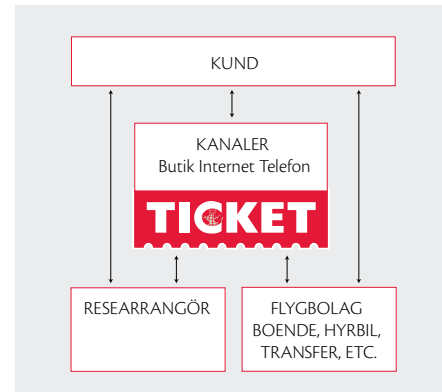 KUND
KANALER
Butik Internet Telefon
TICKET
RESEARRANGÖR
FLYGBOLAG
BOENDE, HYRBIL,
TRANSFER, ETC.